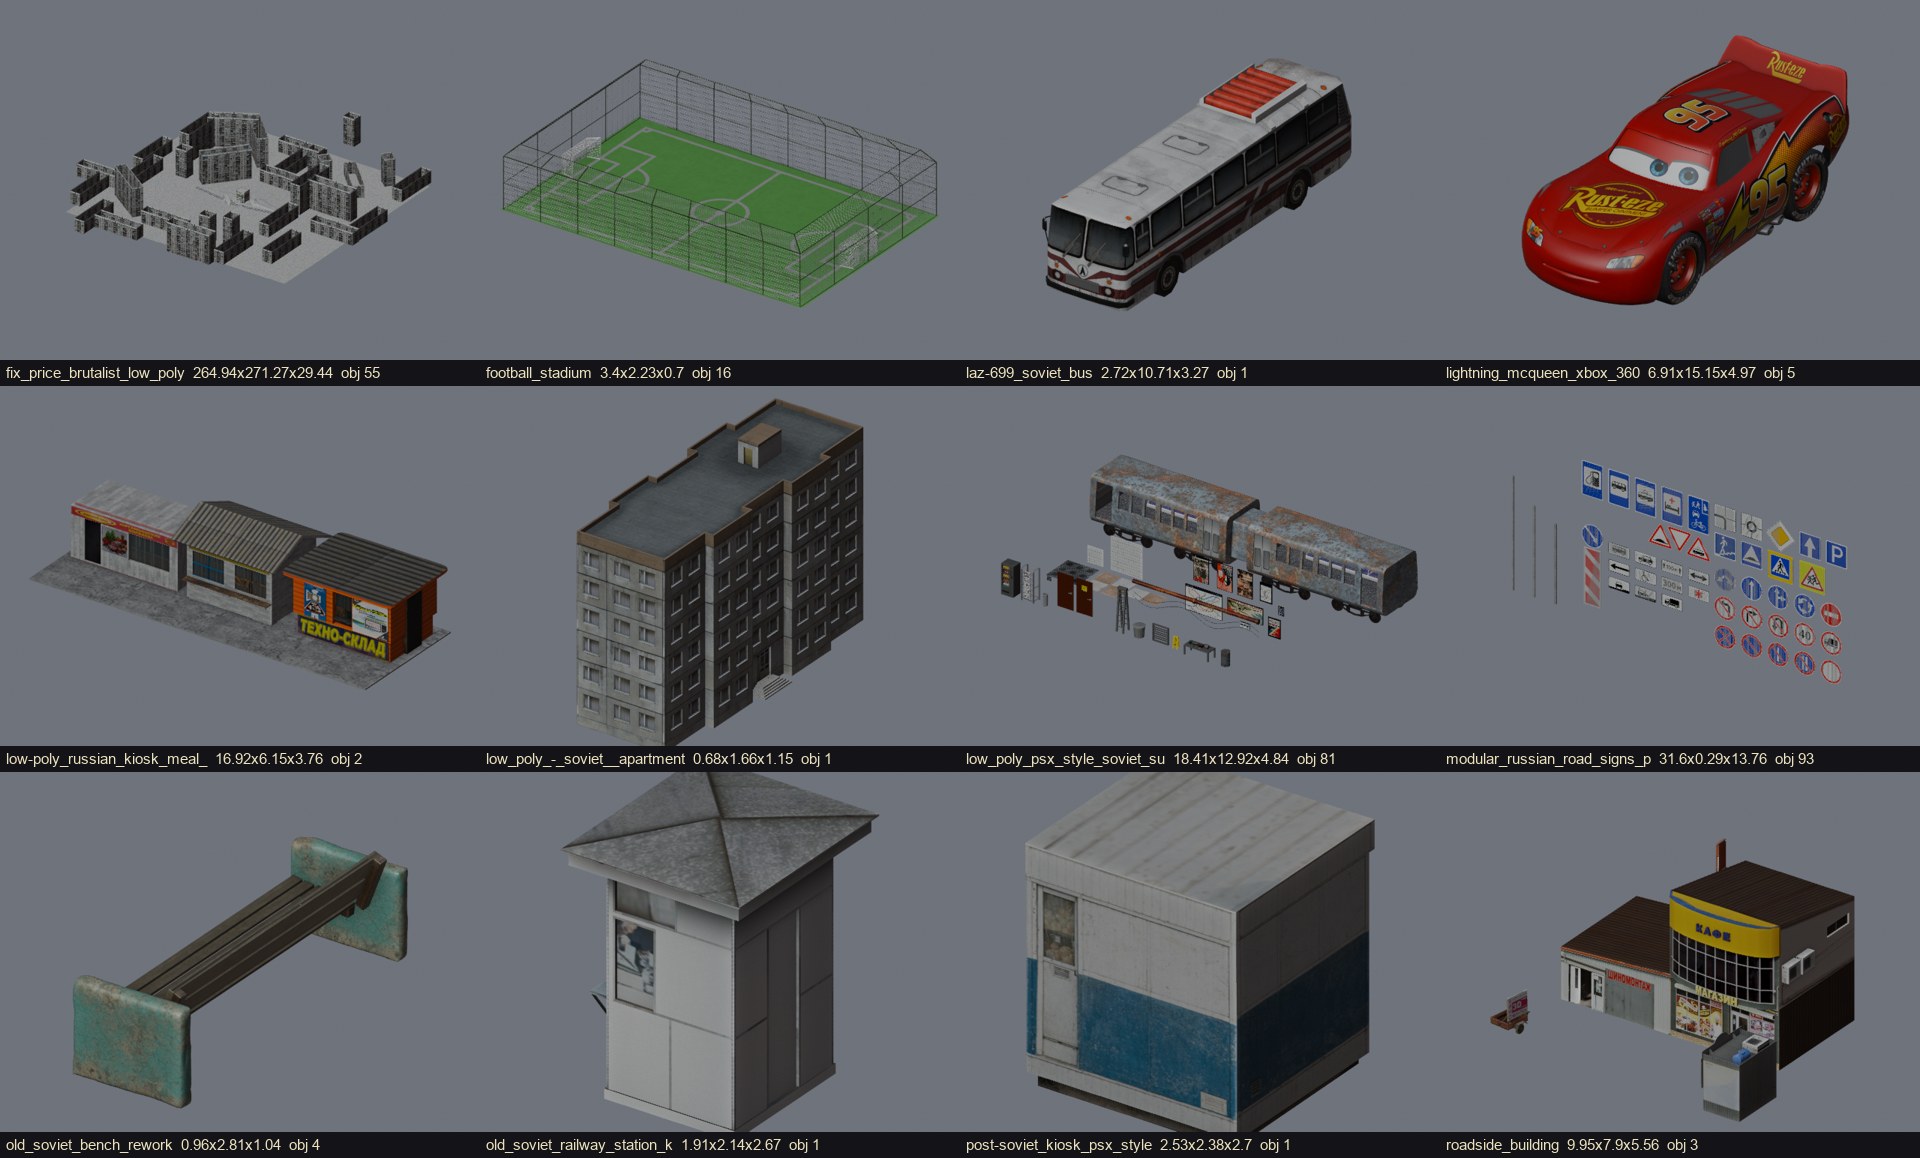 Rusteze
95
Rust-eze
95
fix_price_brutalist_low_poly 264.94x271.27x29.44 obj 55
football_stadium 3.4x2.23x0.7 obj 16
laz-699_soviet_bus 2.72x10.71x3.27 obj 1
lightning_mcqueen_xbox_360 6.91x15.15x4.97 obj 5
ТЕХНО-СКЛАД
P
40
low-poly_russian_kiosk_meal_ 16.92x6.15x3.76 obj 2
low_poly_-_soviet__apartment 0.68x1.66x1.15 obj 1
low_poly_psx_style_soviet_su 18.41x12.92x4.84 obj 81
modular_russian_road_signs_p 31.6x0.29x13.76 obj 93
КАФЕ
ШИНОМОНТАЖ
МАГАЗИН
old_soviet_bench_rework 0.96x2.81x1.04 obj 4
old_soviet_railway_station_k 1.91x2.14x2.67 obj 1
post-soviet_kiosk_psx_style 2.53x2.38x2.7 obj 1
roadside_building 9.95x7.9x5.56 obj 3